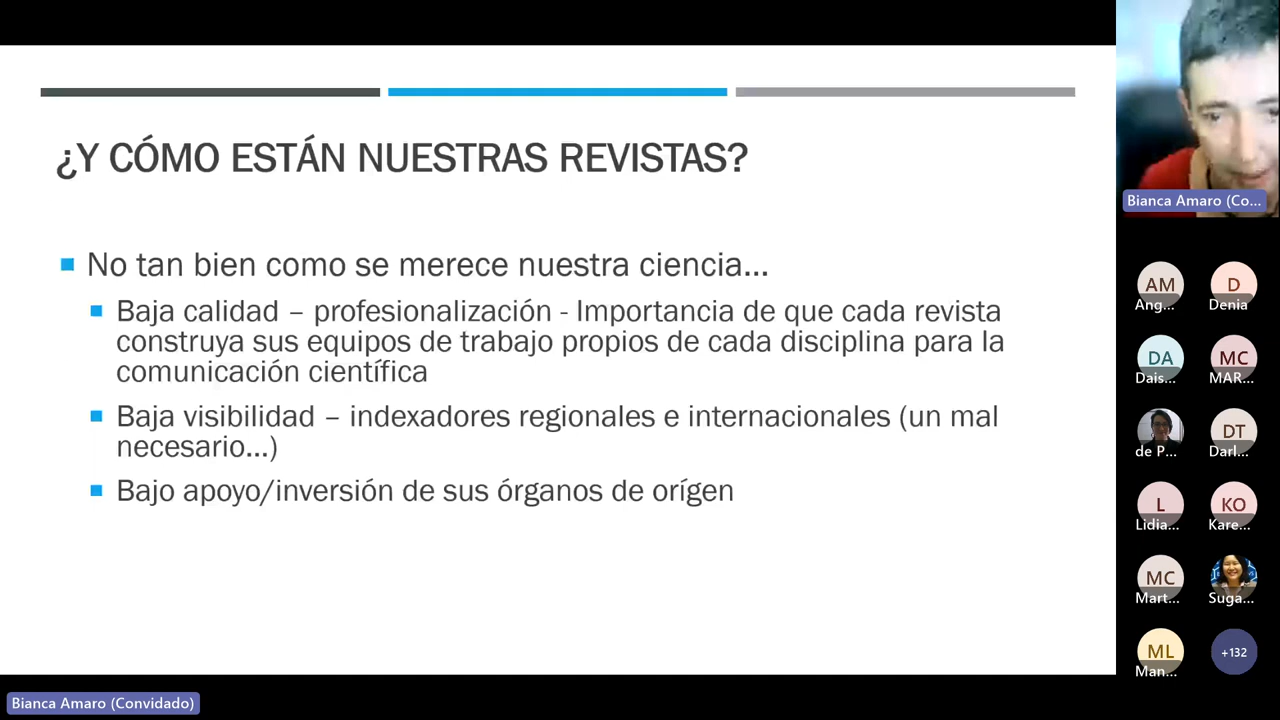 ¿Y CÓMO ESTÁN NUESTRAS REVISTAS?
No tan bien como se merece nuestra ciencia...
Baja calidad – profesionalización - Importancia de que cada revista
construya sus equipos de trabajo propios de cada disciplina para la
comunicación científica
Baja visibilidad – indexadores regionales e internacionales (un mal
necesario...)
Bajo apoyo/inversión de sus órganos de orígen
Bianca Amaro (Convidado)
Bianca Amaro (Co...
AM
Ang...
D
Denia
DA
Dais...
MC
MAR...
de P...
DT
Darl...
L
Lidia...
KO
Kare...
MC
Mart...
Suga...
ML
Man...
+132